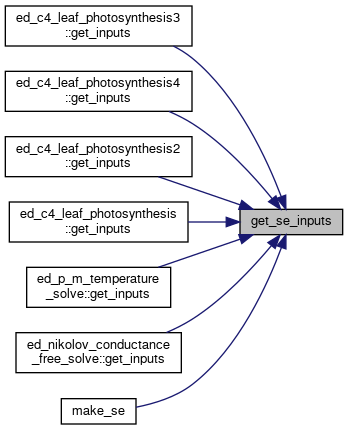 ed_c4_leaf_photosynthesis3
::get_inputs
ed_c4_leaf_photosynthesis4
::get_inputs
ed_c4_leaf_photosynthesis2
::get_inputs
ed_c4_leaf_photosynthesis
::get_inputs
get_se_inputs
ed_p_m_temperature
_solve::get_inputs
ed_nikolov_conductance
_free_solve::get_inputs
make_se